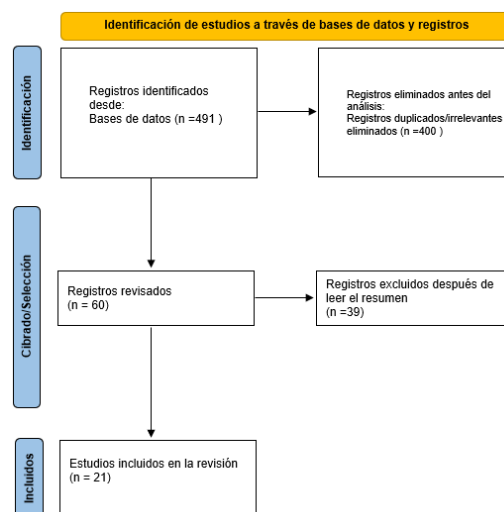 Identificación de estudios a través de bases de datos y registros
Identificación
Registros identificados
desde:
Bases de datos (n =491 )
Registros eliminados antes del
análisis:
Registros duplicados/irrelevantes
eliminados (n =400 )
Cibrado/Selección
Registros revisados
(n = 60)
Registros excluidos después de
leer el resumen
(n =39)
Incluidos
Estudios incluidos en la revisión
(n = 21)